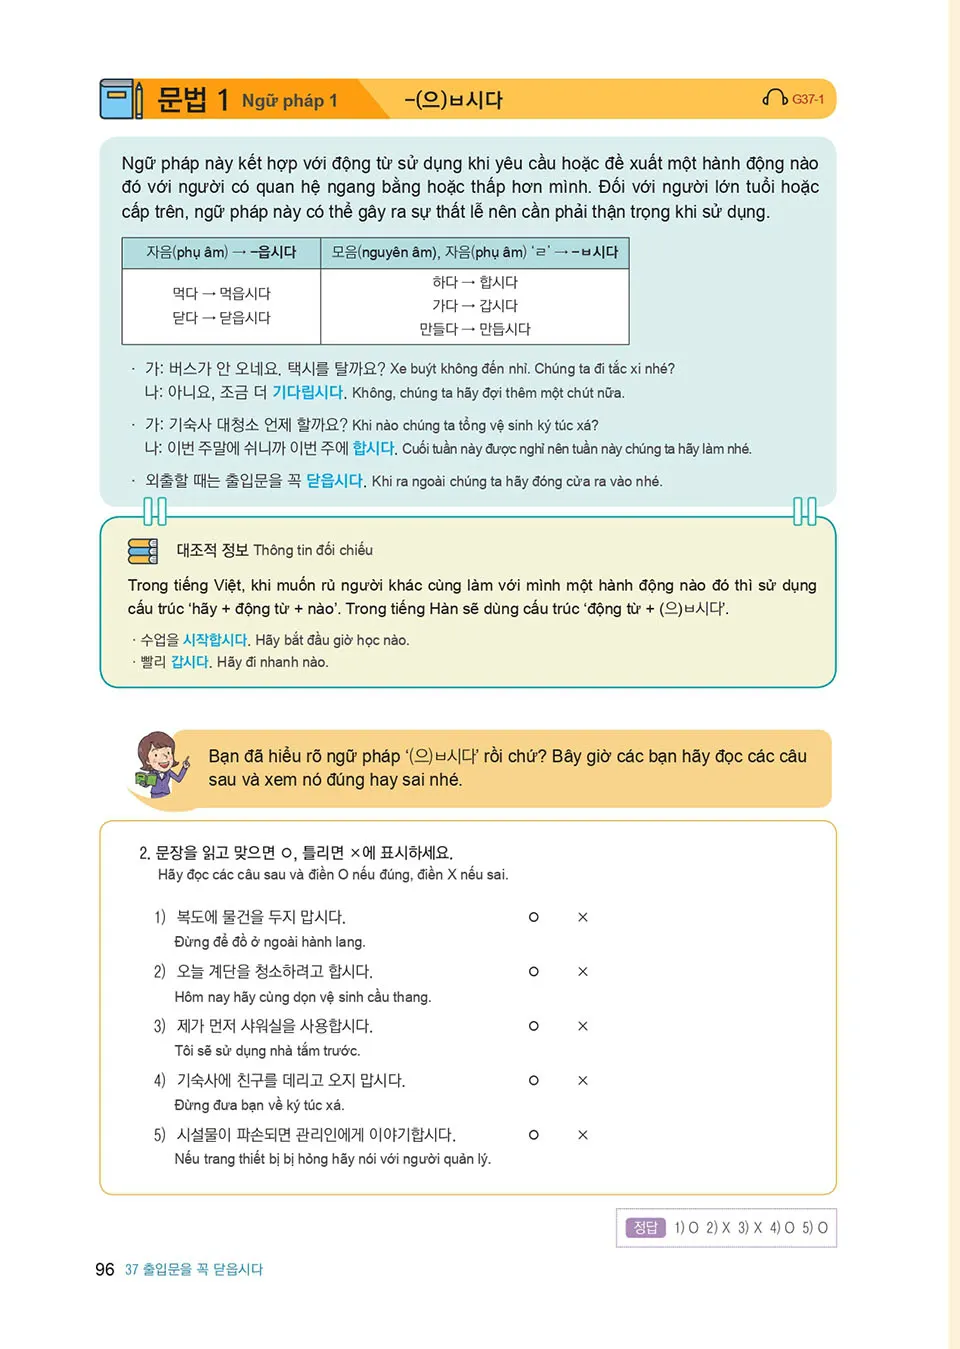 문법 1 Ngữ pháp 1 -(으)ㅂ시다 G37-1
Ngữ pháp này kết hợp với động từ sử dụng khi yêu cầu hoặc đề xuất một hành động nào
đó với người có quan hệ ngang bằng hoặc thấp hơn mình. Đối với người lớn tuổi hoặc
cấp trên, ngữ pháp này có thể gây ra sự thất lễ nên cần phải thận trọng khi sử dụng.
자음(phụ âm) → -읍시다 모음(nguyên âm), 자음(phụ âm) ‘ㄹ’ → -ㅂ시다
먹다 → 먹읍시다
닫다 → 닫읍시다
하다 → 합시다
가다 → 갑시다
만들다 → 만듭시다
· 가: 버스가 안 오네요. 택시를 탈까요? Xe buýt không đến nhỉ. Chúng ta đi tắc xi nhé?
나: 아니요, 조금 더 기다립시다. Không, chúng ta hãy đợi thêm một chút nữa.
· 가: 기숙사 대청소 언제 할까요? Khi nào chúng ta tổng vệ sinh ký túc xá?
나: 이번 주말에 쉬니까 이번 주에 합시다. Cuối tuần này được nghỉ nên tuần này chúng ta hãy làm nhé.
· 외출할 때는 출입문을 꼭 닫읍시다. Khi ra ngoài chúng ta hãy đóng cửa ra vào nhé.
대조적 정보 Thông tin đối chiếu
Trong tiếng Việt, khi muốn rủ người khác cùng làm với mình một hành động nào đó thì sử dụng
cấu trúc ‘hãy + động từ + nào’. Trong tiếng Hàn sẽ dùng cấu trúc ‘động từ + (으)ㅂ시다’.
· 수업을 시작합시다. Hãy bắt đầu giờ học nào.
· 빨리 갑시다. Hãy đi nhanh nào.
Bạn đã hiểu rõ ngữ pháp ‘(으)ㅂ시다’ rồi chứ? Bây giờ các bạn hãy đọc các câu
sau và xem nó đúng hay sai nhé.
2. 문장을 읽고 맞으면 ㅇ, 틀리면 ×에 표시하세요.
Hãy đọc các câu sau và điền O nếu đúng, điền X nếu sai.
1) 복도에 물건을 두지 맙시다. O ×
Đừng để đồ ở ngoài hành lang.
2) 오늘 계단을 청소하려고 합시다. O ×
Hôm nay hãy cùng dọn vệ sinh cầu thang.
3) 제가 먼저 샤워실을 사용합시다. O ×
Tôi sẽ sử dụng nhà tắm trước.
4) 기숙사에 친구를 데리고 오지 맙시다. O ×
Đừng đưa bạn về ký túc xá.
5) 시설물이 파손되면 관리인에게 이야기합시다. O ×
Nếu trang thiết bị bị hỏng hãy nói với người quản lý.
정답 1) O 2) X 3) X 4) O 5) O
96 37 출입문을 꼭 닫읍시다